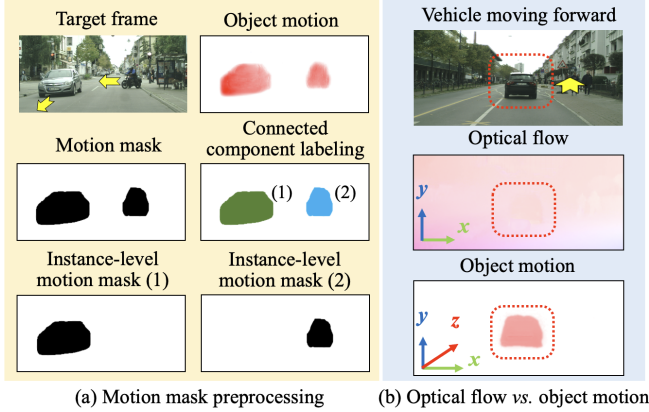 Target frame
Object motion
Motion mask
Connected
component labeling
(1)
(2)
Instance-level
motion mask (1)
Instance-level
motion mask (2)
(a) Motion mask preprocessing
Vehicle moving forward
Optical flow
y
x
Object motion
y
z
x
(b) Optical flow vs. object motion